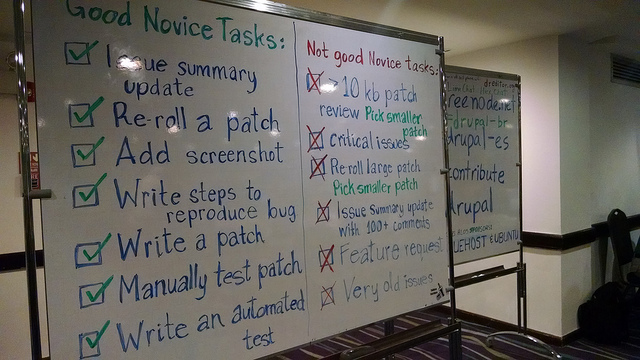 Good Novice Tasks:
Issue summary
update
Re-roll a patch
Add screenshot
Write steps to
reproduce bug
Write a patch
Manually test patch
Write an automated
test
Not good Novice tasks:
>10 kb patch
review Pick smaller
patch
critical issues
Re-roll large patch
Pick smaller patch
Issue summary update
with 100+ comments
Feature request
Very old issues
reenode.net
#drupal-br
drupal-es
contribute
drupal
UEHOST & UBUNTU